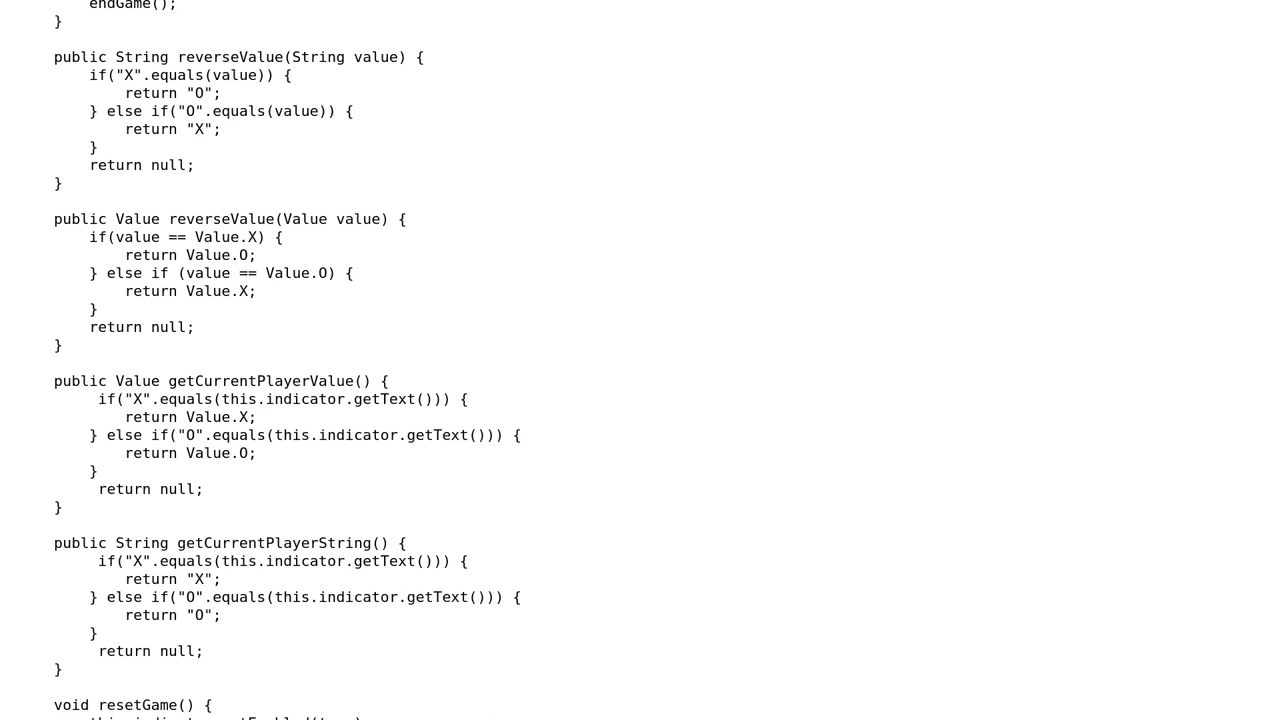 endGame();
    }

    public String reverseValue(String value) {
        if("X".equals(value)) {
            return "O";
        } else if("O".equals(value)) {
            return "X";
        }
        return null;
    }

    public Value reverseValue(Value value) {
        if(value == Value.X) {
            return Value.O;
        } else if (value == Value.O) {
            return Value.X;
        }
        return null;
    }

    public Value getCurrentPlayerValue() {
         if("X".equals(this.indicator.getText())) {
            return Value.X;
        } else if("O".equals(this.indicator.getText())) {
            return Value.O;
        }
         return null;
    }

    public String getCurrentPlayerString() {
         if("X".equals(this.indicator.getText())) {
            return "X";
        } else if("O".equals(this.indicator.getText())) {
            return "O";
        }
         return null;
    }

    void resetGame() {